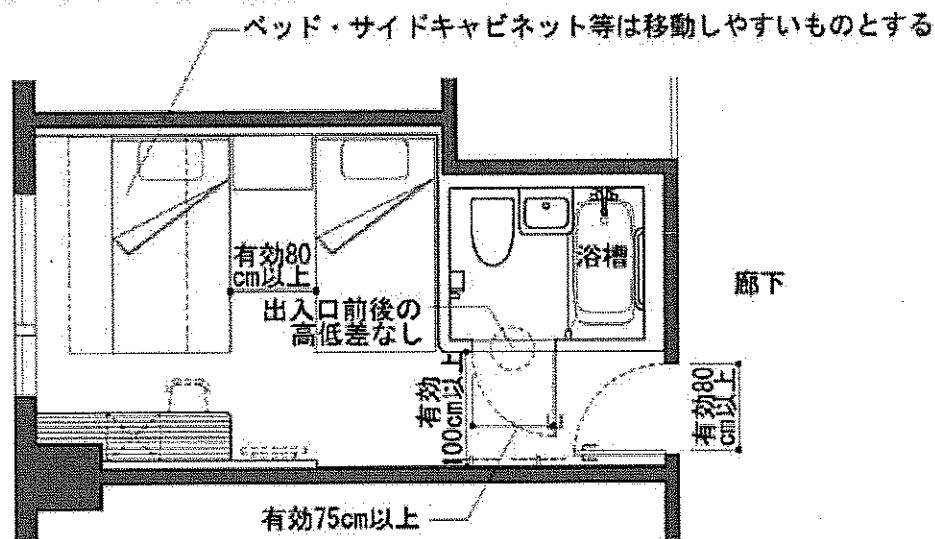 ベッド・サイドキャビネット等は移動しやすいものとする
有効80
cm以上
出入口前後の
高低差なし
浴槽
廊下
有効
100cm以上
有効80
cm以上
有効75cm以上